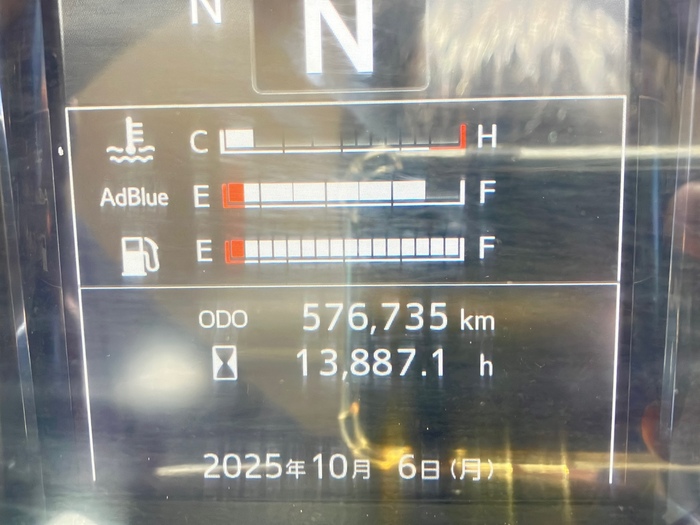 N N
C H
AdBlue E F
E F
ODO 576,735 km
13,887.1 h
2025年10月 6日(月)